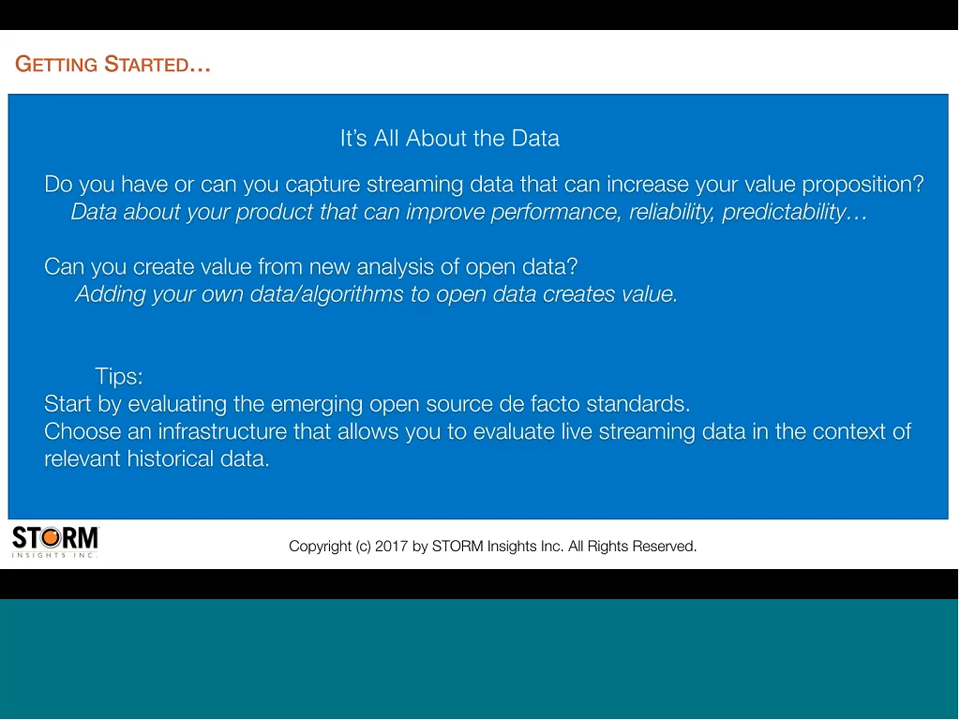 GETTING STARTED...
It's All About the Data
Do you have or can you capture streaming data that can increase your value proposition?
Data about your product that can improve performance, reliability, predictability...
Can you create value from new analysis of open data?
Adding your own data/algorithms to open data creates value.
Tips:
Start by evaluating the emerging open source de facto standards.
Choose an infrastructure that allows you to evaluate live streaming data in the context of
relevant historical data.
STORM
INSIGHTS INC.
Copyright (c) 2017 by STORM Insights Inc. All Rights Reserved.